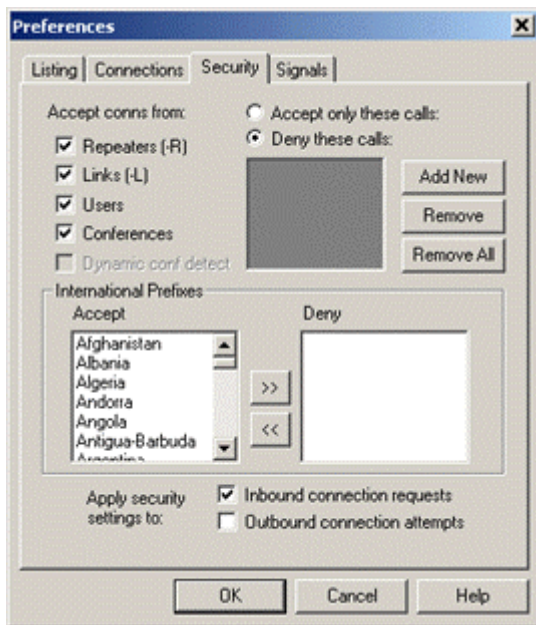 Preferences
Listing Connections Security Signals
Accept conns from:
Accept only these calls:
Deny these calls:
Repeaters (-R)
Links (-L)
Users
Conferences
Dynamic conf detect
Add New
Remove
Remove All
International Prefixes
Accept
Deny
Afghanistan
Albania
Algeria
Andorra
Angola
Antigua-Barbuda
Argentina
>>
<<
Apply security
settings to:
Inbound connection requests
Outbound connection attempts
OK Cancel Help